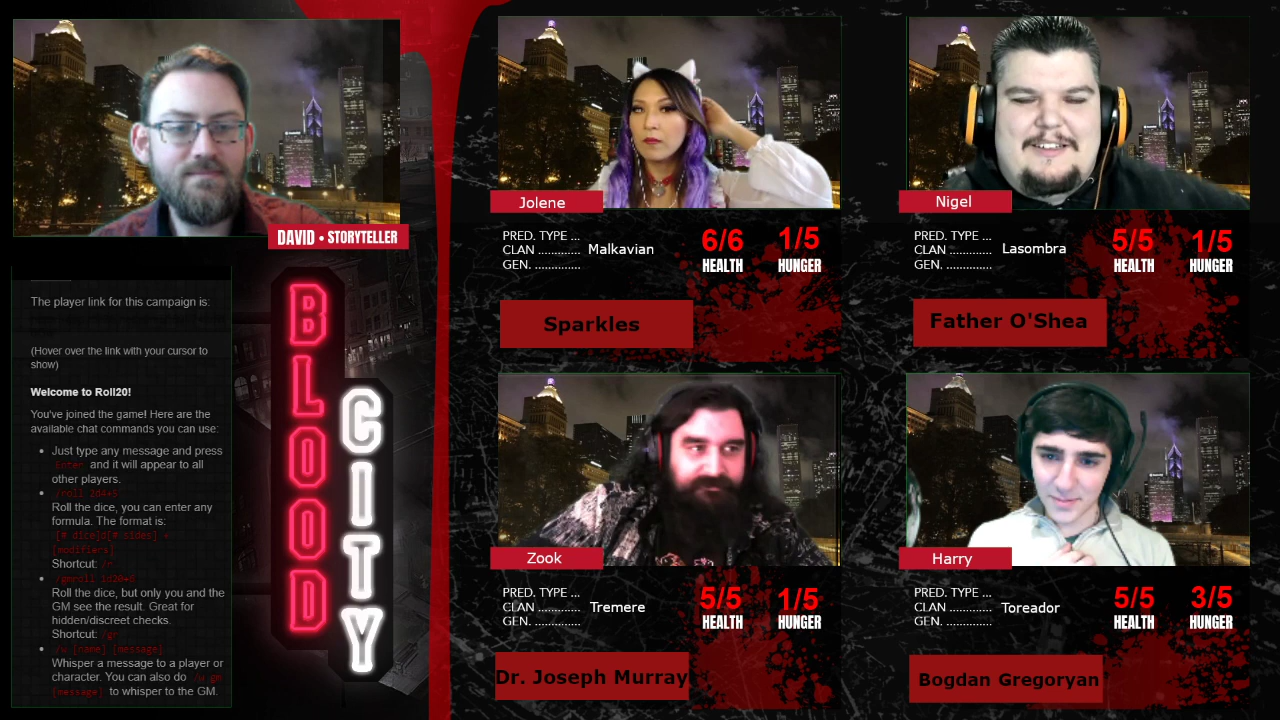 DAVID • STORYTELLER
The player link for this campaign is:
(Hover over the link with your cursor to
show)
Welcome to Roll20!
You've joined the game! Here are the
available chat commands you can use:
• Just type any message and press
Enter and it will appear to all
other players.
• /roll 2d4+5
Roll the dice, you can enter any
formula. The format is:
[# dice]d[# sides] +
[modifiers]
Shortcut: /r
• /gmroll 1d20+5
Roll the dice, but only you and the
GM see the result. Great for
hidden/discreet checks.
Shortcut: /gr
• /w [name] [message]
Whisper a message to a player or
character. You can also do /w gm
[message] to whisper to the GM.
BLOOD
CITY
Jolene
PRED. TYPE ...
CLAN ............. Malkavian
GEN. ..............
6/6
HEALTH
1/5
HUNGER
Sparkles
Nigel
PRED. TYPE ...
CLAN ............. Lasombra
GEN. ..............
5/5
HEALTH
1/5
HUNGER
Father O'Shea
Zook
PRED. TYPE ...
CLAN ............. Tremere
GEN. ..............
5/5
HEALTH
1/5
HUNGER
Dr. Joseph Murray
Harry
PRED. TYPE ...
CLAN ............. Toreador
GEN. ..............
5/5
HEALTH
3/5
HUNGER
Bogdan Gregoryan